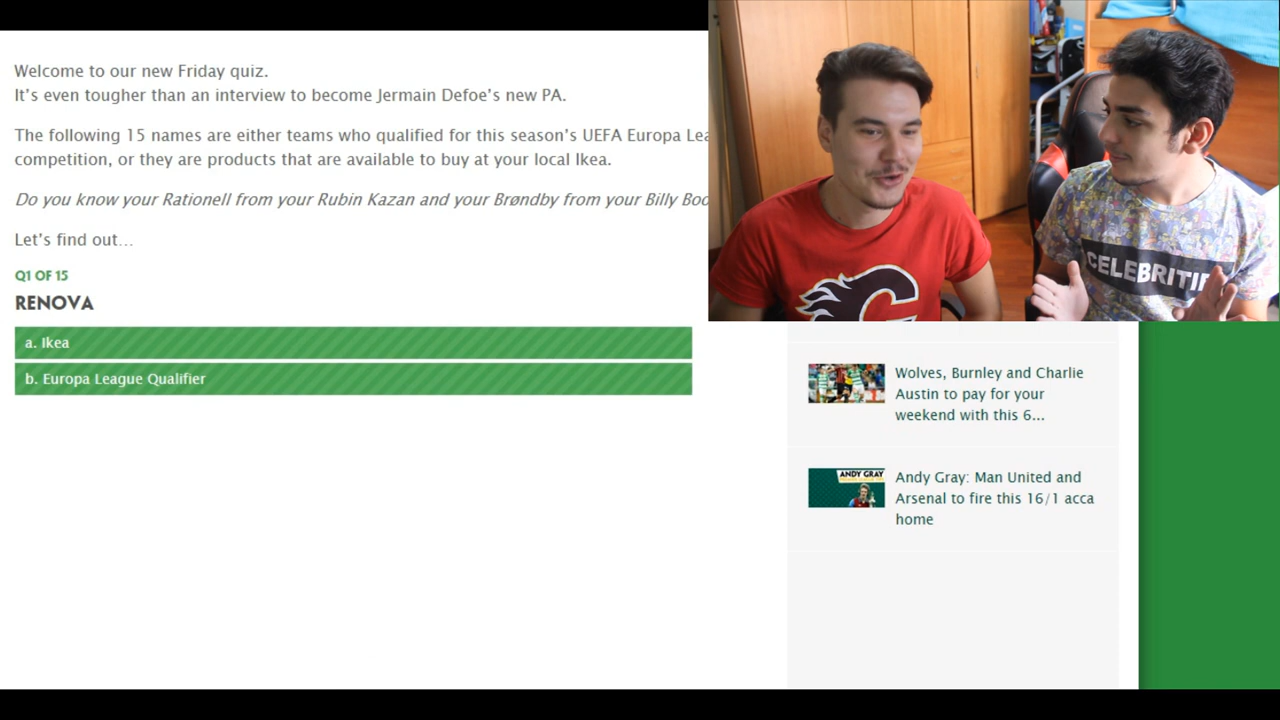 Welcome to our new Friday quiz.
It's even tougher than an interview to become Jermain Defoe's new PA.
The following 15 names are either teams who qualified for this season's UEFA Europa Lea
competition, or they are products that are available to buy at your local Ikea.
Do you know your Rationell from your Rubin Kazan and your Brøndby from your Billy Boo
Let's find out…
Q1 OF 15
RENOVA
a. Ikea
b. Europa League Qualifier
CELEBRITI
Wolves, Burnley and Charlie
Austin to pay for your
weekend with this 6...
ANDY GRAY
Andy Gray: Man United and
Arsenal to fire this 16/1 acca
home